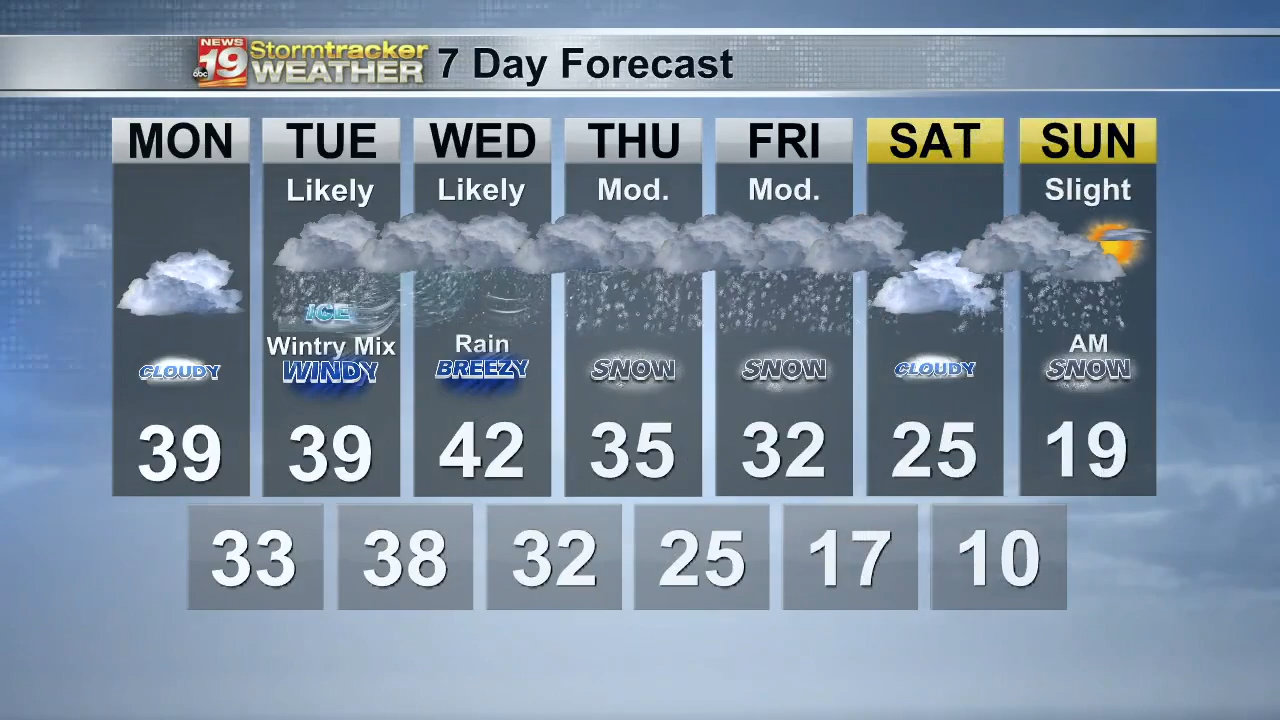 NEWS
abc 19
Stormtracker
WEATHER
7 Day Forecast
MON TUE WED THU FRI SAT SUN
Likely Likely Mod. Mod. Slight
ICE
Wintry Mix Rain AM
CLOUDY WINDY BREEZY SNOW SNOW CLOUDY SNOW
39 39 42 35 32 25 19
33 38 32 25 17 10